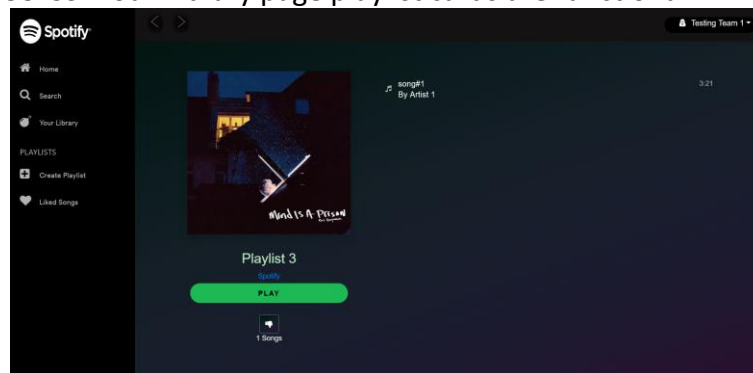 Spotify
Testing Team 1
Home
Search
Your Library
PLAYLISTS
Create Playlist
Liked Songs
Mind Is A Prison
Playlist 3
Spotify
PLAY
1 Songs
song#1
By Artist 1
3:21